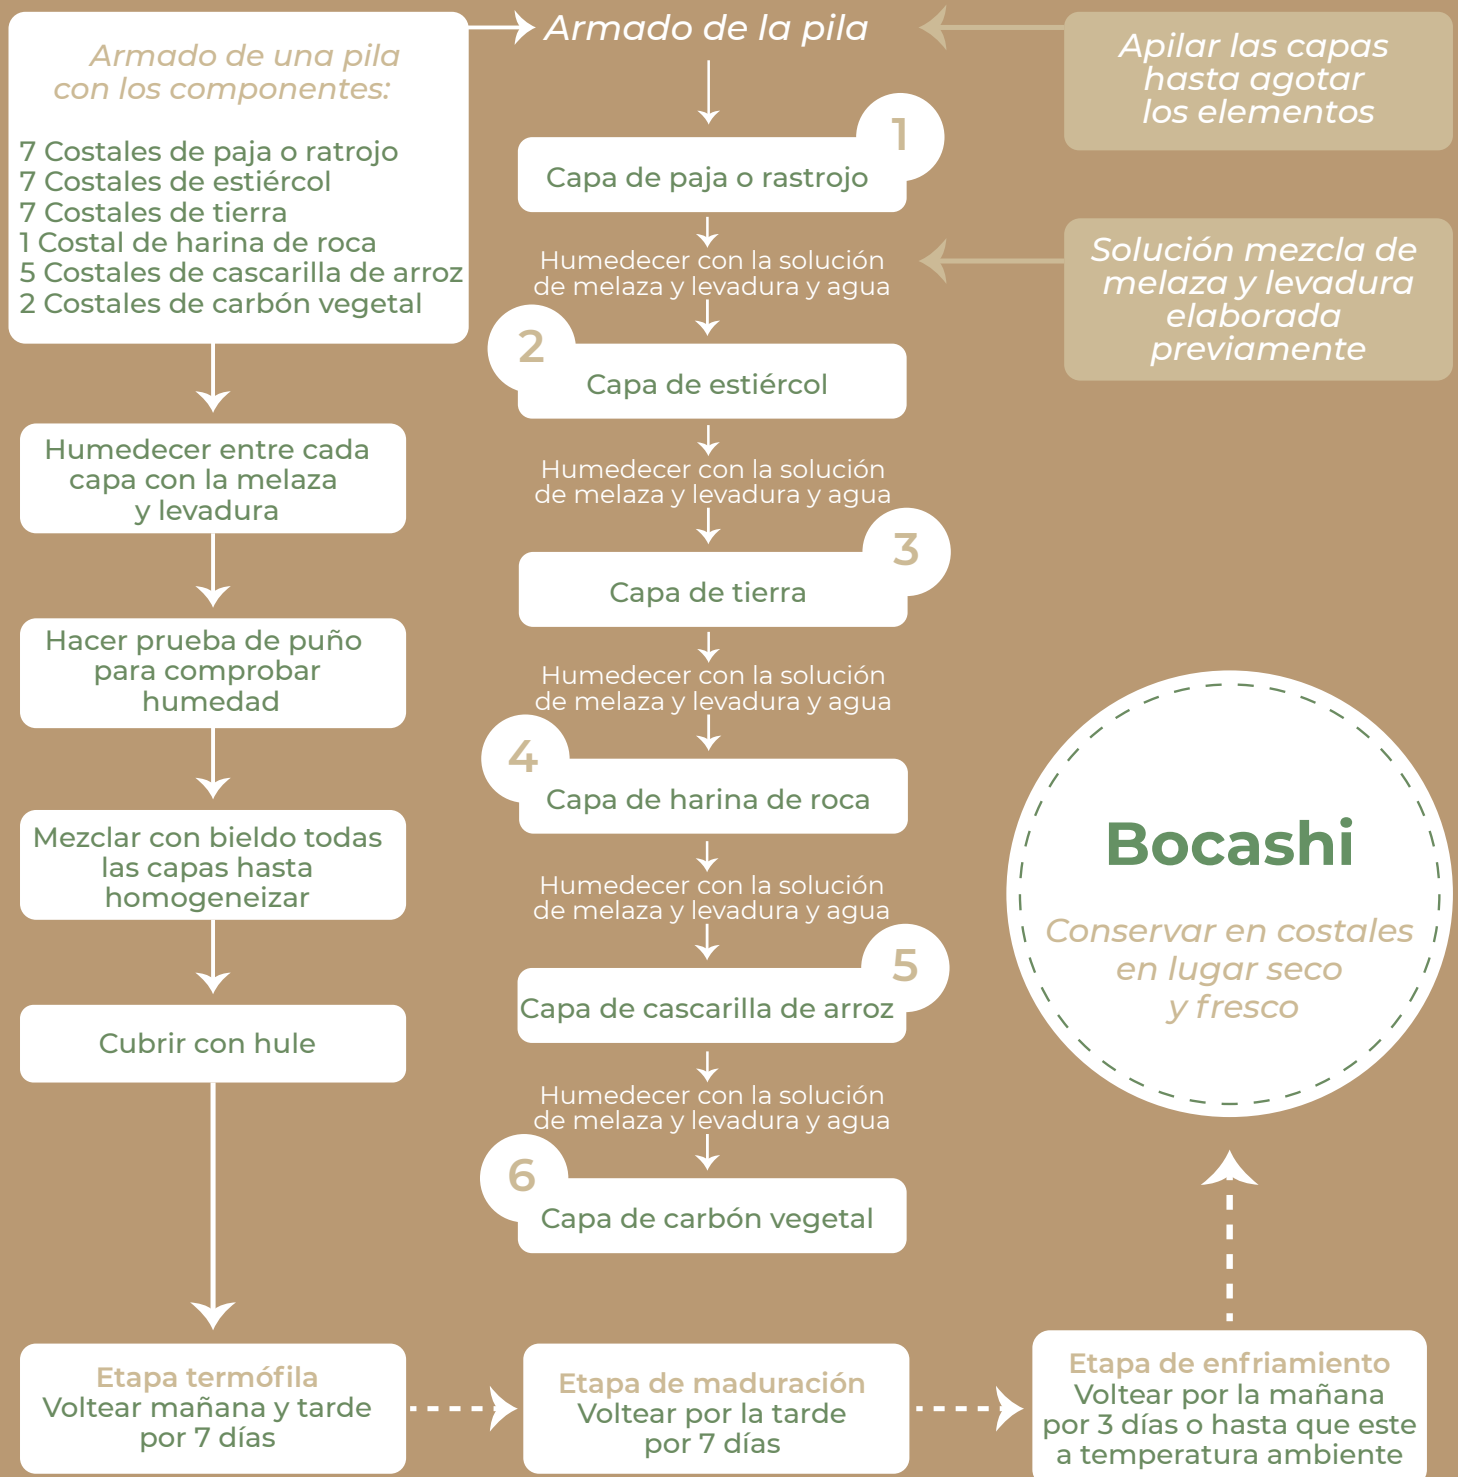 Armado de una pila
con los componentes:
7 Costales de paja o ratrojo
7 Costales de estiércol
7 Costales de tierra
1 Costal de harina de roca
5 Costales de cascarilla de arroz
2 Costales de carbón vegetal
Humedecer entre cada
capa con la melaza
y levadura
Hacer prueba de puño
para comprobar
humedad
Mezclar con bieldo todas
las capas hasta
homogeneizar
Cubrir con hule
Armado de la pila
Apilar las capas
hasta agotar
los elementos
1
Capa de paja o rastrojo
Humedecer con la solución
de melaza y levadura y agua
Solución mezcla de
melaza y levadura
elaborada
previamente
2
Capa de estiércol
Humedecer con la solución
de melaza y levadura y agua
3
Capa de tierra
Humedecer con la solución
de melaza y levadura y agua
4
Capa de harina de roca
Humedecer con la solución
de melaza y levadura y agua
5
Capa de cascarilla de arroz
Humedecer con la solución
de melaza y levadura y agua
6
Capa de carbón vegetal
Etapa termófila
Voltear mañana y tarde
por 7 días
Etapa de maduración
Voltear por la tarde
por 7 días
Etapa de enfriamiento
Voltear por la mañana
por 3 días o hasta que este
a temperatura ambiente
Bocashi
Conservar en costales
en lugar seco
y fresco